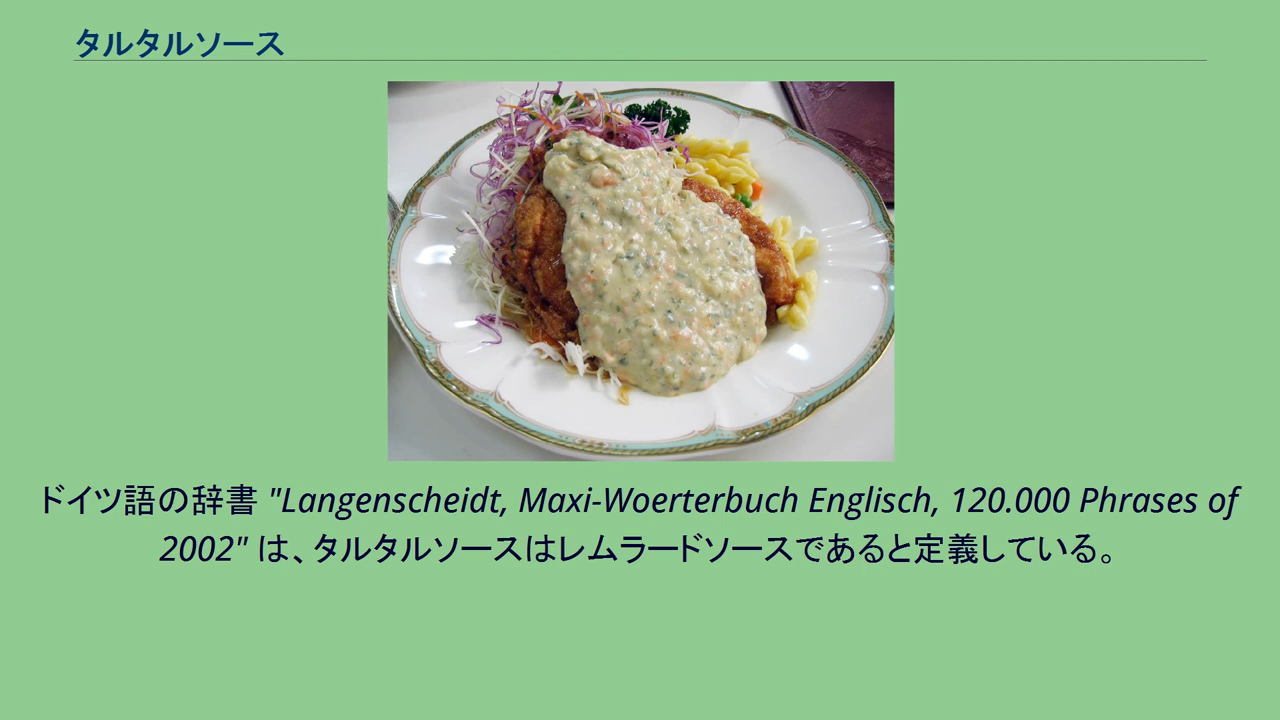 タルタルソース
ドイツ語の辞書 "Langenscheidt, Maxi-Woerterbuch Englisch, 120.000 Phrases of
2002" は、タルタルソースはレムラードソースであると定義している。